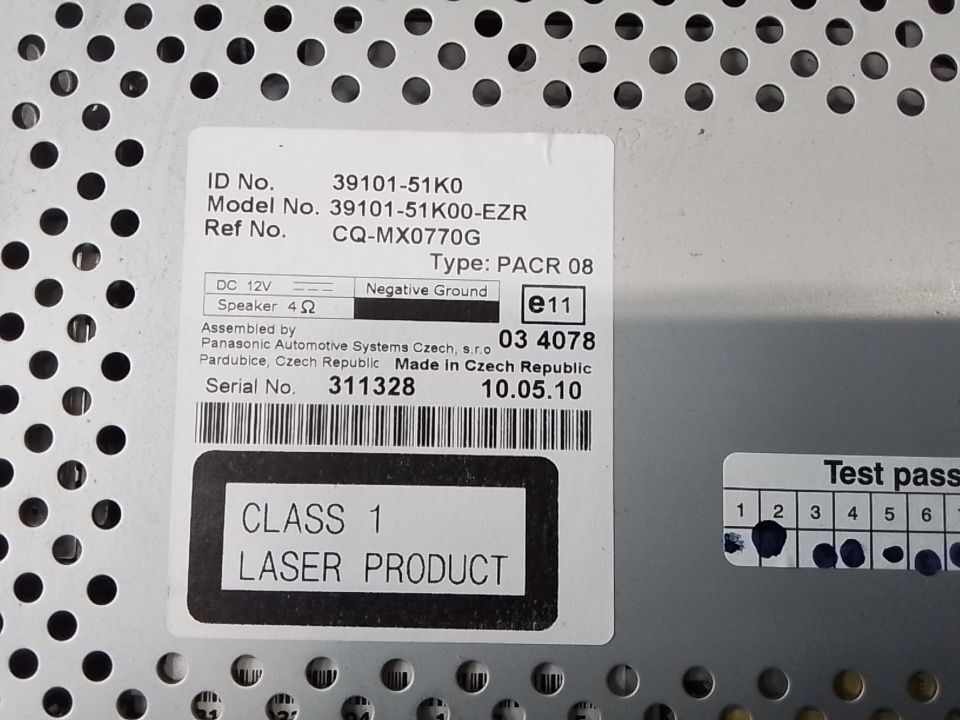 ID No. 39101-51K0
Model No. 39101-51K00-EZR
Ref No. CQ-MX0770G
Type: PACR 08
DC 12V Negative Ground
Speaker 4Ω
e11
Assembled by
Panasonic Automotive Systems Czech, s.r.o 03 4078
Pardubice, Czech Republic Made in Czech Republic
Serial No. 311328 10.05.10
CLASS 1
LASER PRODUCT
Test pass
1 2 3 4 5 6